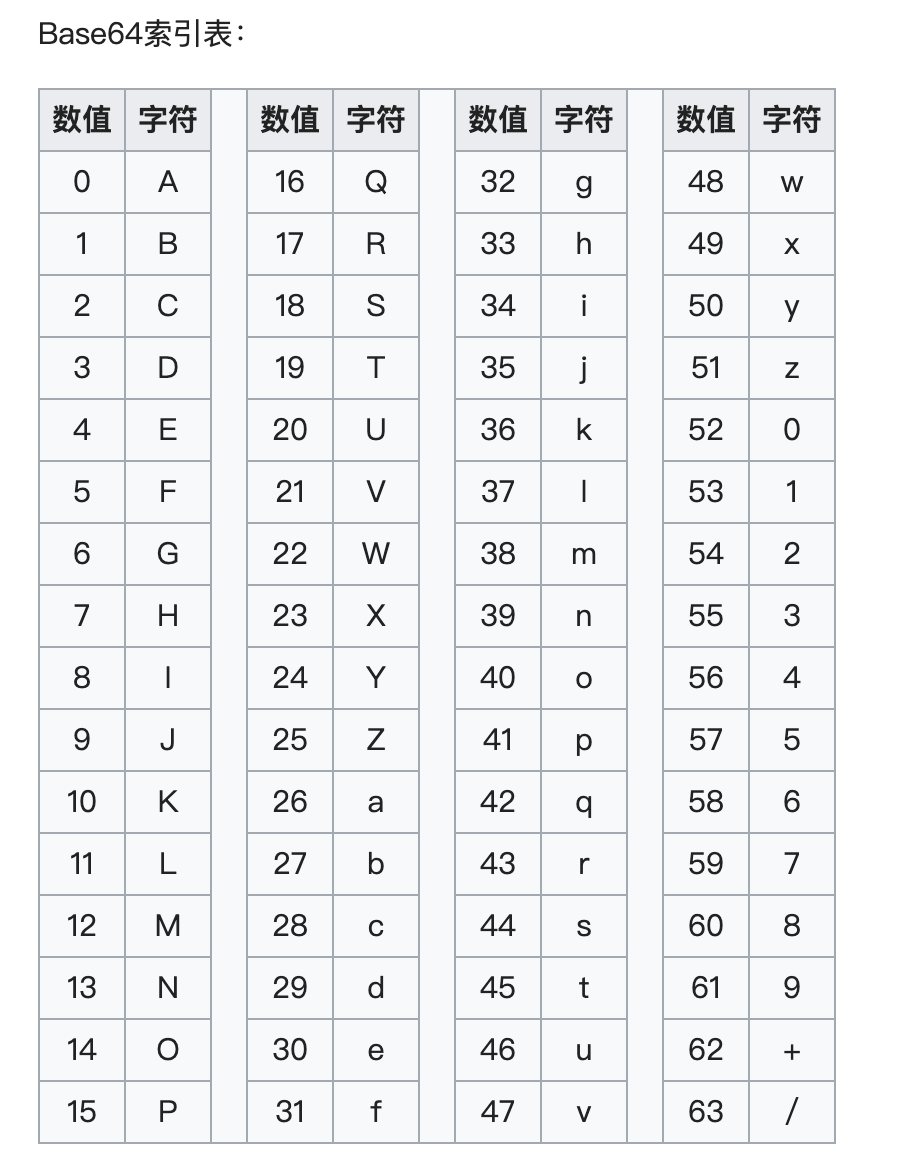 Base64索引表：
数值 字符 数值 字符 数值 字符 数值 字符
0 A 16 Q 32 g 48 w
1 B 17 R 33 h 49 x
2 C 18 S 34 i 50 y
3 D 19 T 35 j 51 z
4 E 20 U 36 k 52 0
5 F 21 V 37 l 53 1
6 G 22 W 38 m 54 2
7 H 23 X 39 n 55 3
8 I 24 Y 40 o 56 4
9 J 25 Z 41 p 57 5
10 K 26 a 42 q 58 6
11 L 27 b 43 r 59 7
12 M 28 c 44 s 60 8
13 N 29 d 45 t 61 9
14 O 30 e 46 u 62 +
15 P 31 f 47 v 63 /